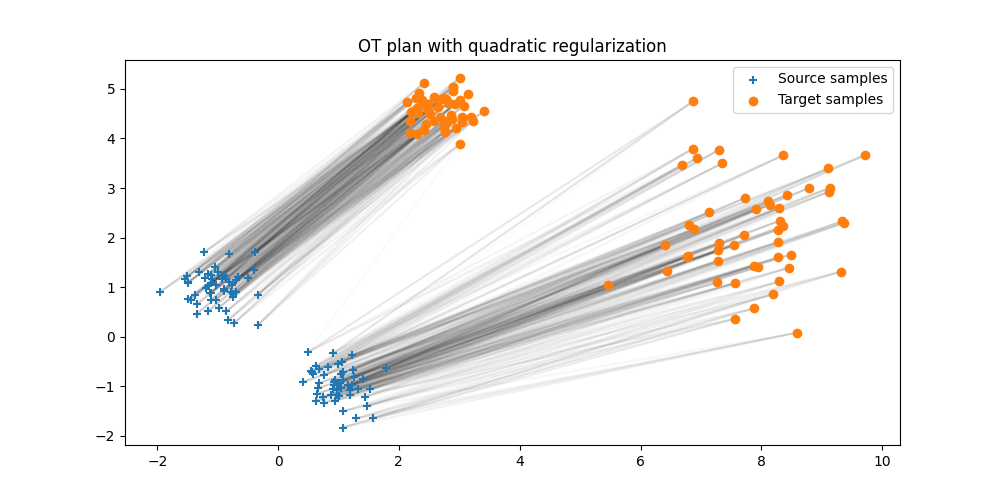 OT plan with quadratic regularization
Source samples
Target samples
5
4
3
2
1
0
−1
−2
−2 0 2 4 6 8 10